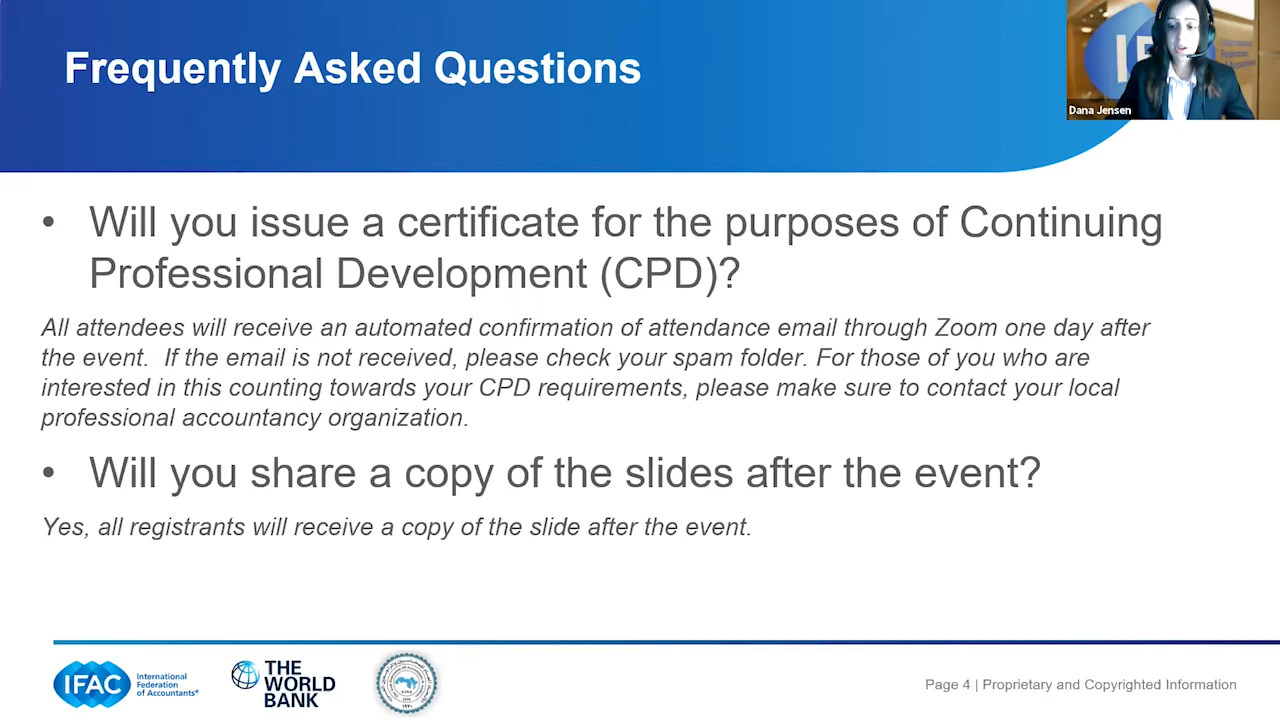 Frequently Asked Questions
Dana Jensen
• Will you issue a certificate for the purposes of Continuing
Professional Development (CPD)?
All attendees will receive an automated confirmation of attendance email through Zoom one day after
the event.  If the email is not received, please check your spam folder. For those of you who are
interested in this counting towards your CPD requirements, please make sure to contact your local
professional accountancy organization.
• Will you share a copy of the slides after the event?
Yes, all registrants will receive a copy of the slide after the event.
IFAC
International
Federation
of Accountants®
THE
WORLD
BANK
Page 4 | Proprietary and Copyrighted Information